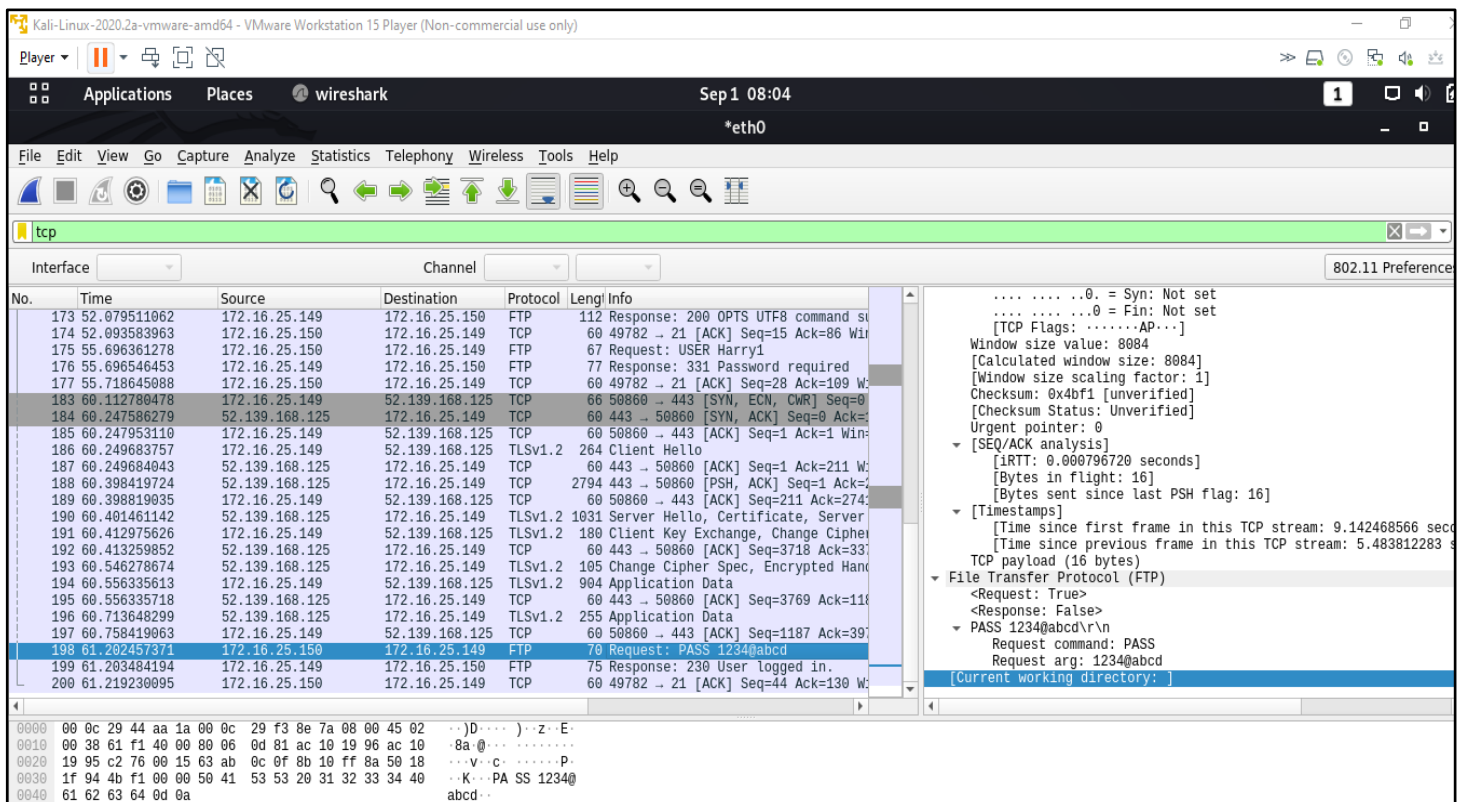 Kali-Linux-2020.2a-vmware-amd64 - VMware Workstation 15 Player (Non-commercial use only)
Player
Applications Places wireshark Sep 1 08:04 1
*eth0
File Edit View Go Capture Analyze Statistics Telephony Wireless Tools Help
tcp
Interface Channel 802.11 Preferences
No. Time Source Destination Protocol Lengt Info
173 52.079511062 172.16.25.149 172.16.25.150 FTP 112 Response: 200 OPTS UTF8 command su
174 52.093583963 172.16.25.150 172.16.25.149 TCP 60 49782 → 21 [ACK] Seq=15 Ack=86 Win
175 55.696361278 172.16.25.150 172.16.25.149 FTP 67 Request: USER Harry1
176 55.696546453 172.16.25.149 172.16.25.150 FTP 77 Response: 331 Password required
177 55.718645088 172.16.25.150 172.16.25.149 TCP 60 49782 → 21 [ACK] Seq=28 Ack=109 Wi
183 60.112780478 172.16.25.149 52.139.168.125 TCP 66 50860 → 443 [SYN, ECN, CWR] Seq=0
184 60.247586279 52.139.168.125 172.16.25.149 TCP 60 443 → 50860 [SYN, ACK] Seq=0 Ack=1
185 60.247953110 172.16.25.149 52.139.168.125 TCP 60 50860 → 443 [ACK] Seq=1 Ack=1 Win=
186 60.249683757 172.16.25.149 52.139.168.125 TLSv1.2 264 Client Hello
187 60.249684043 52.139.168.125 172.16.25.149 TCP 60 443 → 50860 [ACK] Seq=1 Ack=211 Wi
188 60.398419724 52.139.168.125 172.16.25.149 TCP 2794 443 → 50860 [PSH, ACK] Seq=1 Ack=2
189 60.398819035 172.16.25.149 52.139.168.125 TCP 60 50860 → 443 [ACK] Seq=211 Ack=2741
190 60.401461142 52.139.168.125 172.16.25.149 TLSv1.2 1031 Server Hello, Certificate, Server
191 60.412975626 172.16.25.149 52.139.168.125 TLSv1.2 180 Client Key Exchange, Change Cipher
192 60.413259852 52.139.168.125 172.16.25.149 TCP 60 443 → 50860 [ACK] Seq=3718 Ack=337
193 60.546278674 52.139.168.125 172.16.25.149 TLSv1.2 105 Change Cipher Spec, Encrypted Hand
194 60.556335613 172.16.25.149 52.139.168.125 TLSv1.2 904 Application Data
195 60.556335718 52.139.168.125 172.16.25.149 TCP 60 443 → 50860 [ACK] Seq=3769 Ack=118
196 60.713648299 52.139.168.125 172.16.25.149 TLSv1.2 255 Application Data
197 60.758419063 172.16.25.149 52.139.168.125 TCP 60 50860 → 443 [ACK] Seq=1187 Ack=397
198 61.202457371 172.16.25.150 172.16.25.149 FTP 70 Request: PASS 1234@abcd
199 61.203484194 172.16.25.149 172.16.25.150 FTP 75 Response: 230 User logged in.
200 61.219230095 172.16.25.150 172.16.25.149 TCP 60 49782 → 21 [ACK] Seq=44 Ack=130 Wi
.... .... ..0. = Syn: Not set
.... .... ...0 = Fin: Not set
[TCP Flags: ·······AP···]
Window size value: 8084
[Calculated window size: 8084]
[Window size scaling factor: 1]
Checksum: 0x4bf1 [unverified]
[Checksum Status: Unverified]
Urgent pointer: 0
[SEQ/ACK analysis]
[iRTT: 0.000796720 seconds]
[Bytes in flight: 16]
[Bytes sent since last PSH flag: 16]
[Timestamps]
[Time since first frame in this TCP stream: 9.142468566 seco
[Time since previous frame in this TCP stream: 5.483812283 s
TCP payload (16 bytes)
File Transfer Protocol (FTP)
<Request: True>
<Response: False>
PASS 1234@abcd\r\n
Request command: PASS
Request arg: 1234@abcd
[Current working directory: ]
0000 00 0c 29 44 aa 1a 00 0c 29 f3 8e 7a 08 00 45 02 ··)D···· )··z··E·
0010 00 38 61 f1 40 00 80 06 0d 81 ac 10 19 96 ac 10 ·8a·@··· ········
0020 19 95 c2 76 00 15 63 ab 0c 0f 8b 10 ff 8a 50 18 ···v··c· ······P·
0030 1f 94 4b f1 00 00 50 41 53 53 20 31 32 33 34 40 ··K···PA SS 1234@
0040 61 62 63 64 0d 0a abcd··